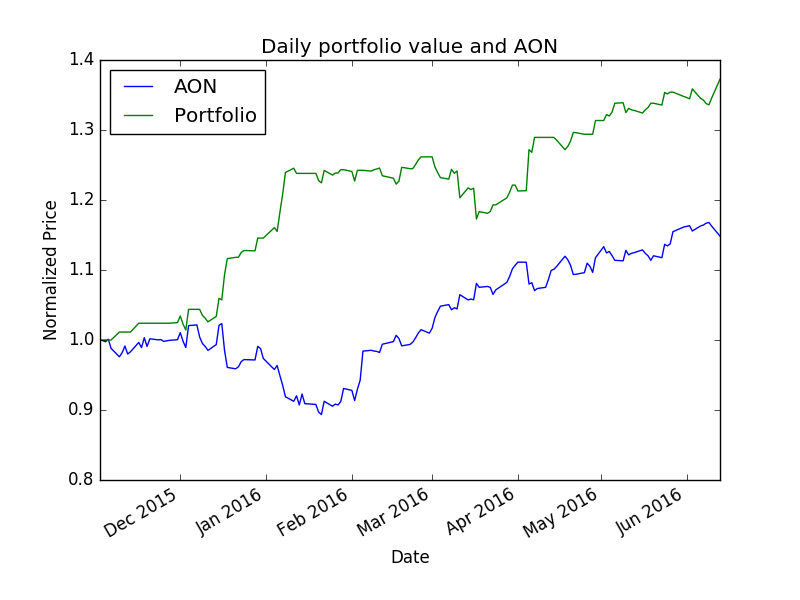 Daily portfolio value and AON
1.4
1.3
1.2
1.1
1.0
0.9
0.8
Normalized Price
AON
Portfolio
Dec 2015
Jan 2016
Feb 2016
Mar 2016
Apr 2016
May 2016
Jun 2016
Date